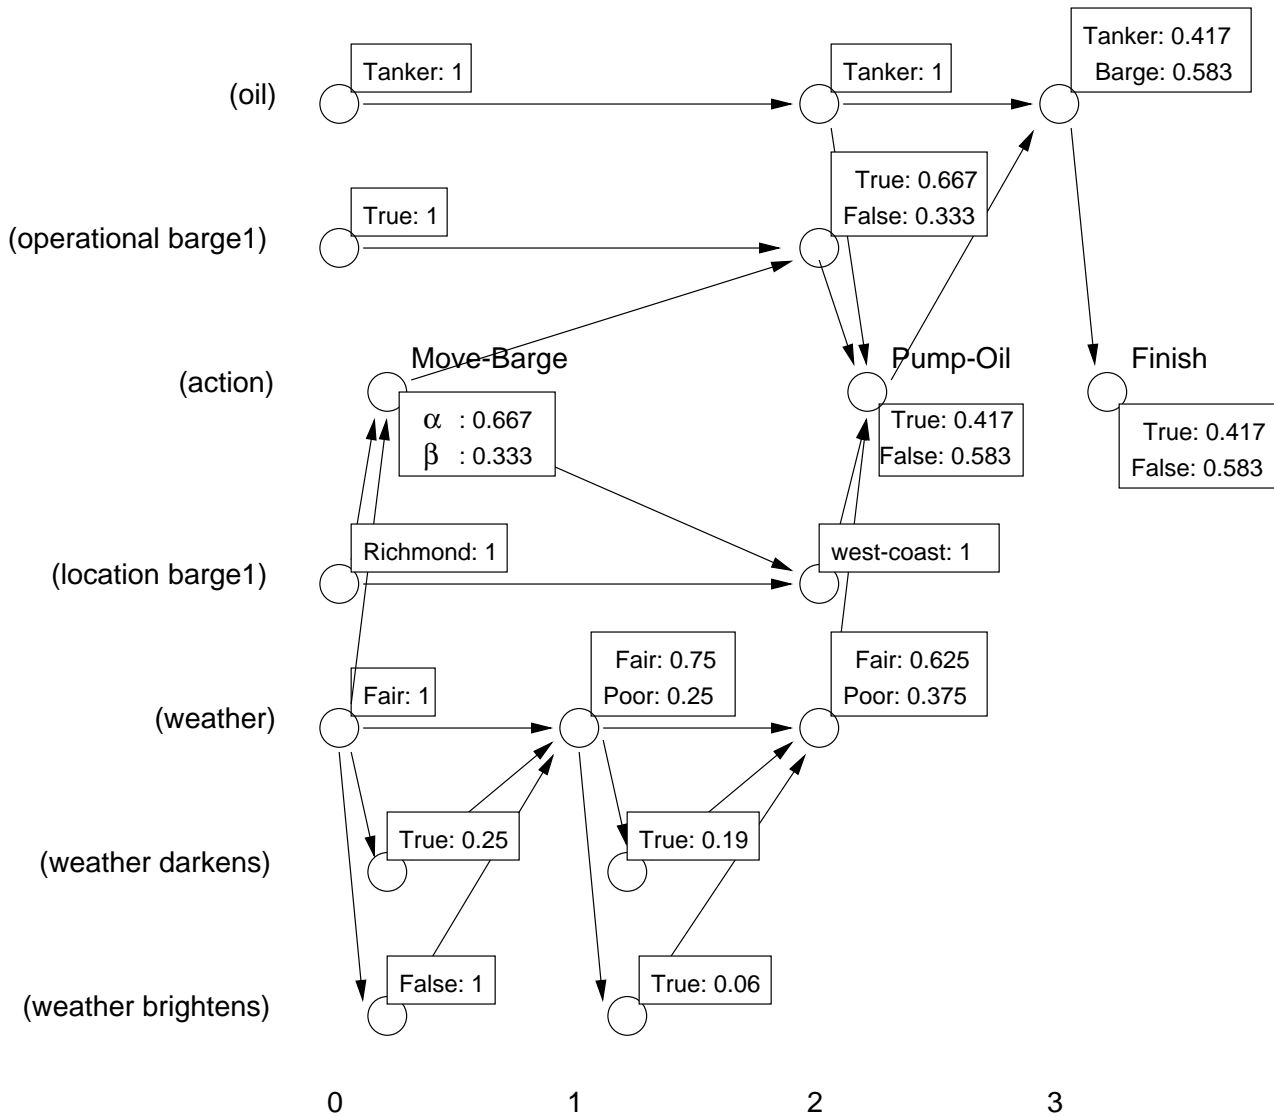 Tanker: 0.417
Barge: 0.583
Tanker: 1
Tanker: 1
(oil)
True: 0.667
False: 0.333
True: 1
(operational barge1)
Move-Barge
Pump-Oil
Finish
(action)
α : 0.667
β : 0.333
True: 0.417
False: 0.583
True: 0.417
False: 0.583
Richmond: 1
west-coast: 1
(location barge1)
Fair: 0.75
Poor: 0.25
Fair: 0.625
Poor: 0.375
Fair: 1
(weather)
True: 0.25
True: 0.19
(weather darkens)
False: 1
True: 0.06
(weather brightens)
0 1 2 3